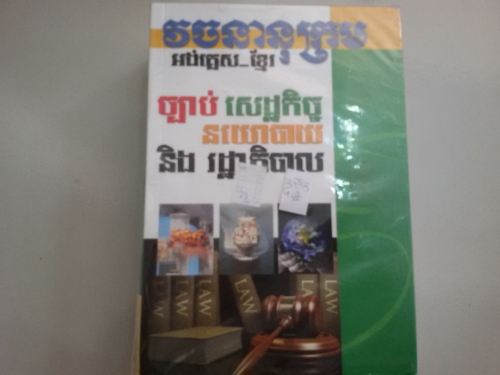 វចនានុក្រម
អង់គ្លេស_ខ្មែរ
ច្បាប់ សេដ្ឋកិច្ច
នយោបាយ
និង រដ្ឋាភិបាល
LAW
LAW
LAW
LAW